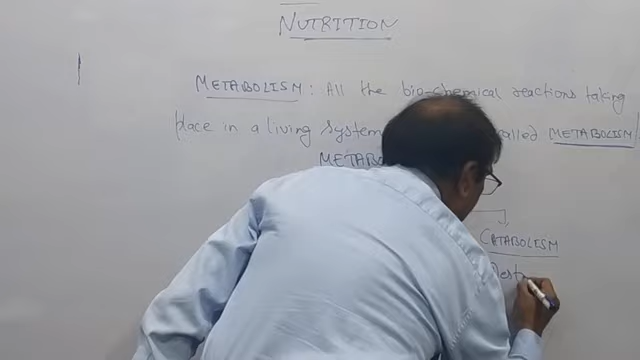 NUTRITION
METABOLISM: All the bio-chemical reactions taking
place in a living system called METABOLISM
CATABOLISM